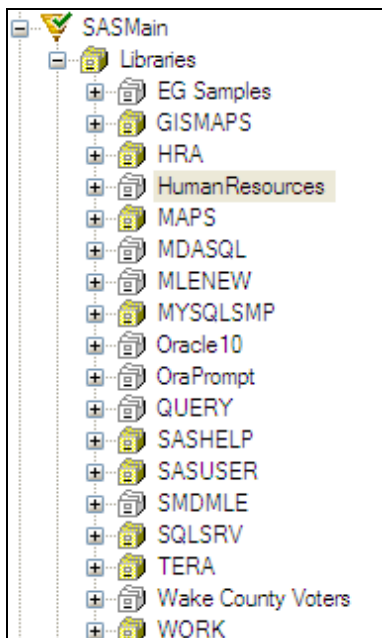 SASMain
Libraries
EG Samples
GISMAPS
HRA
HumanResources
MAPS
MDASQL
MLENEW
MYSQLSMP
Oracle10
OraPrompt
QUERY
SASHELP
SASUSER
SMDMLE
SQLSRV
TERA
Wake County Voters
WORK